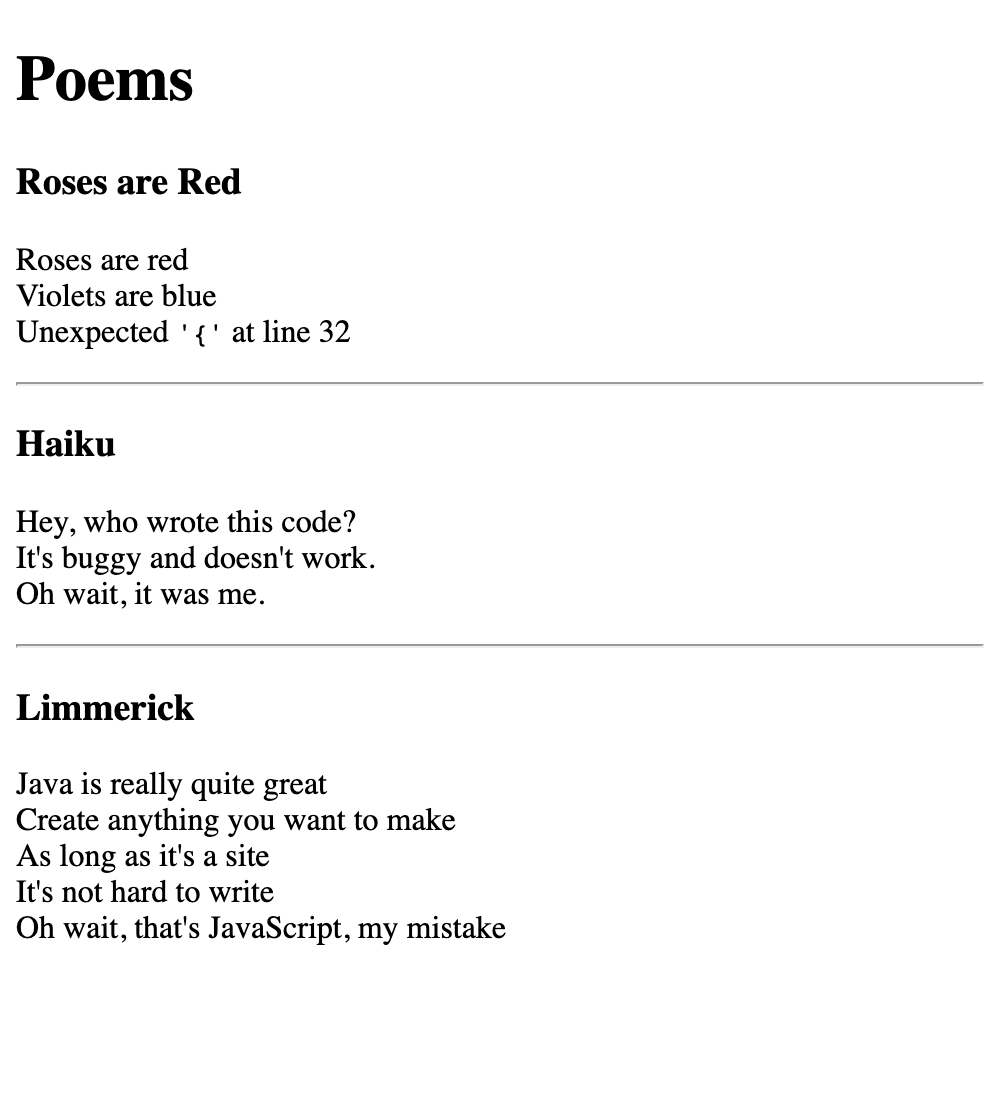 Poems
Roses are Red
Roses are red
Violets are blue
Unexpected '{' at line 32
Haiku
Hey, who wrote this code?
It's buggy and doesn't work.
Oh wait, it was me.
Limmerick
Java is really quite great
Create anything you want to make
As long as it's a site
It's not hard to write
Oh wait, that's JavaScript, my mistake